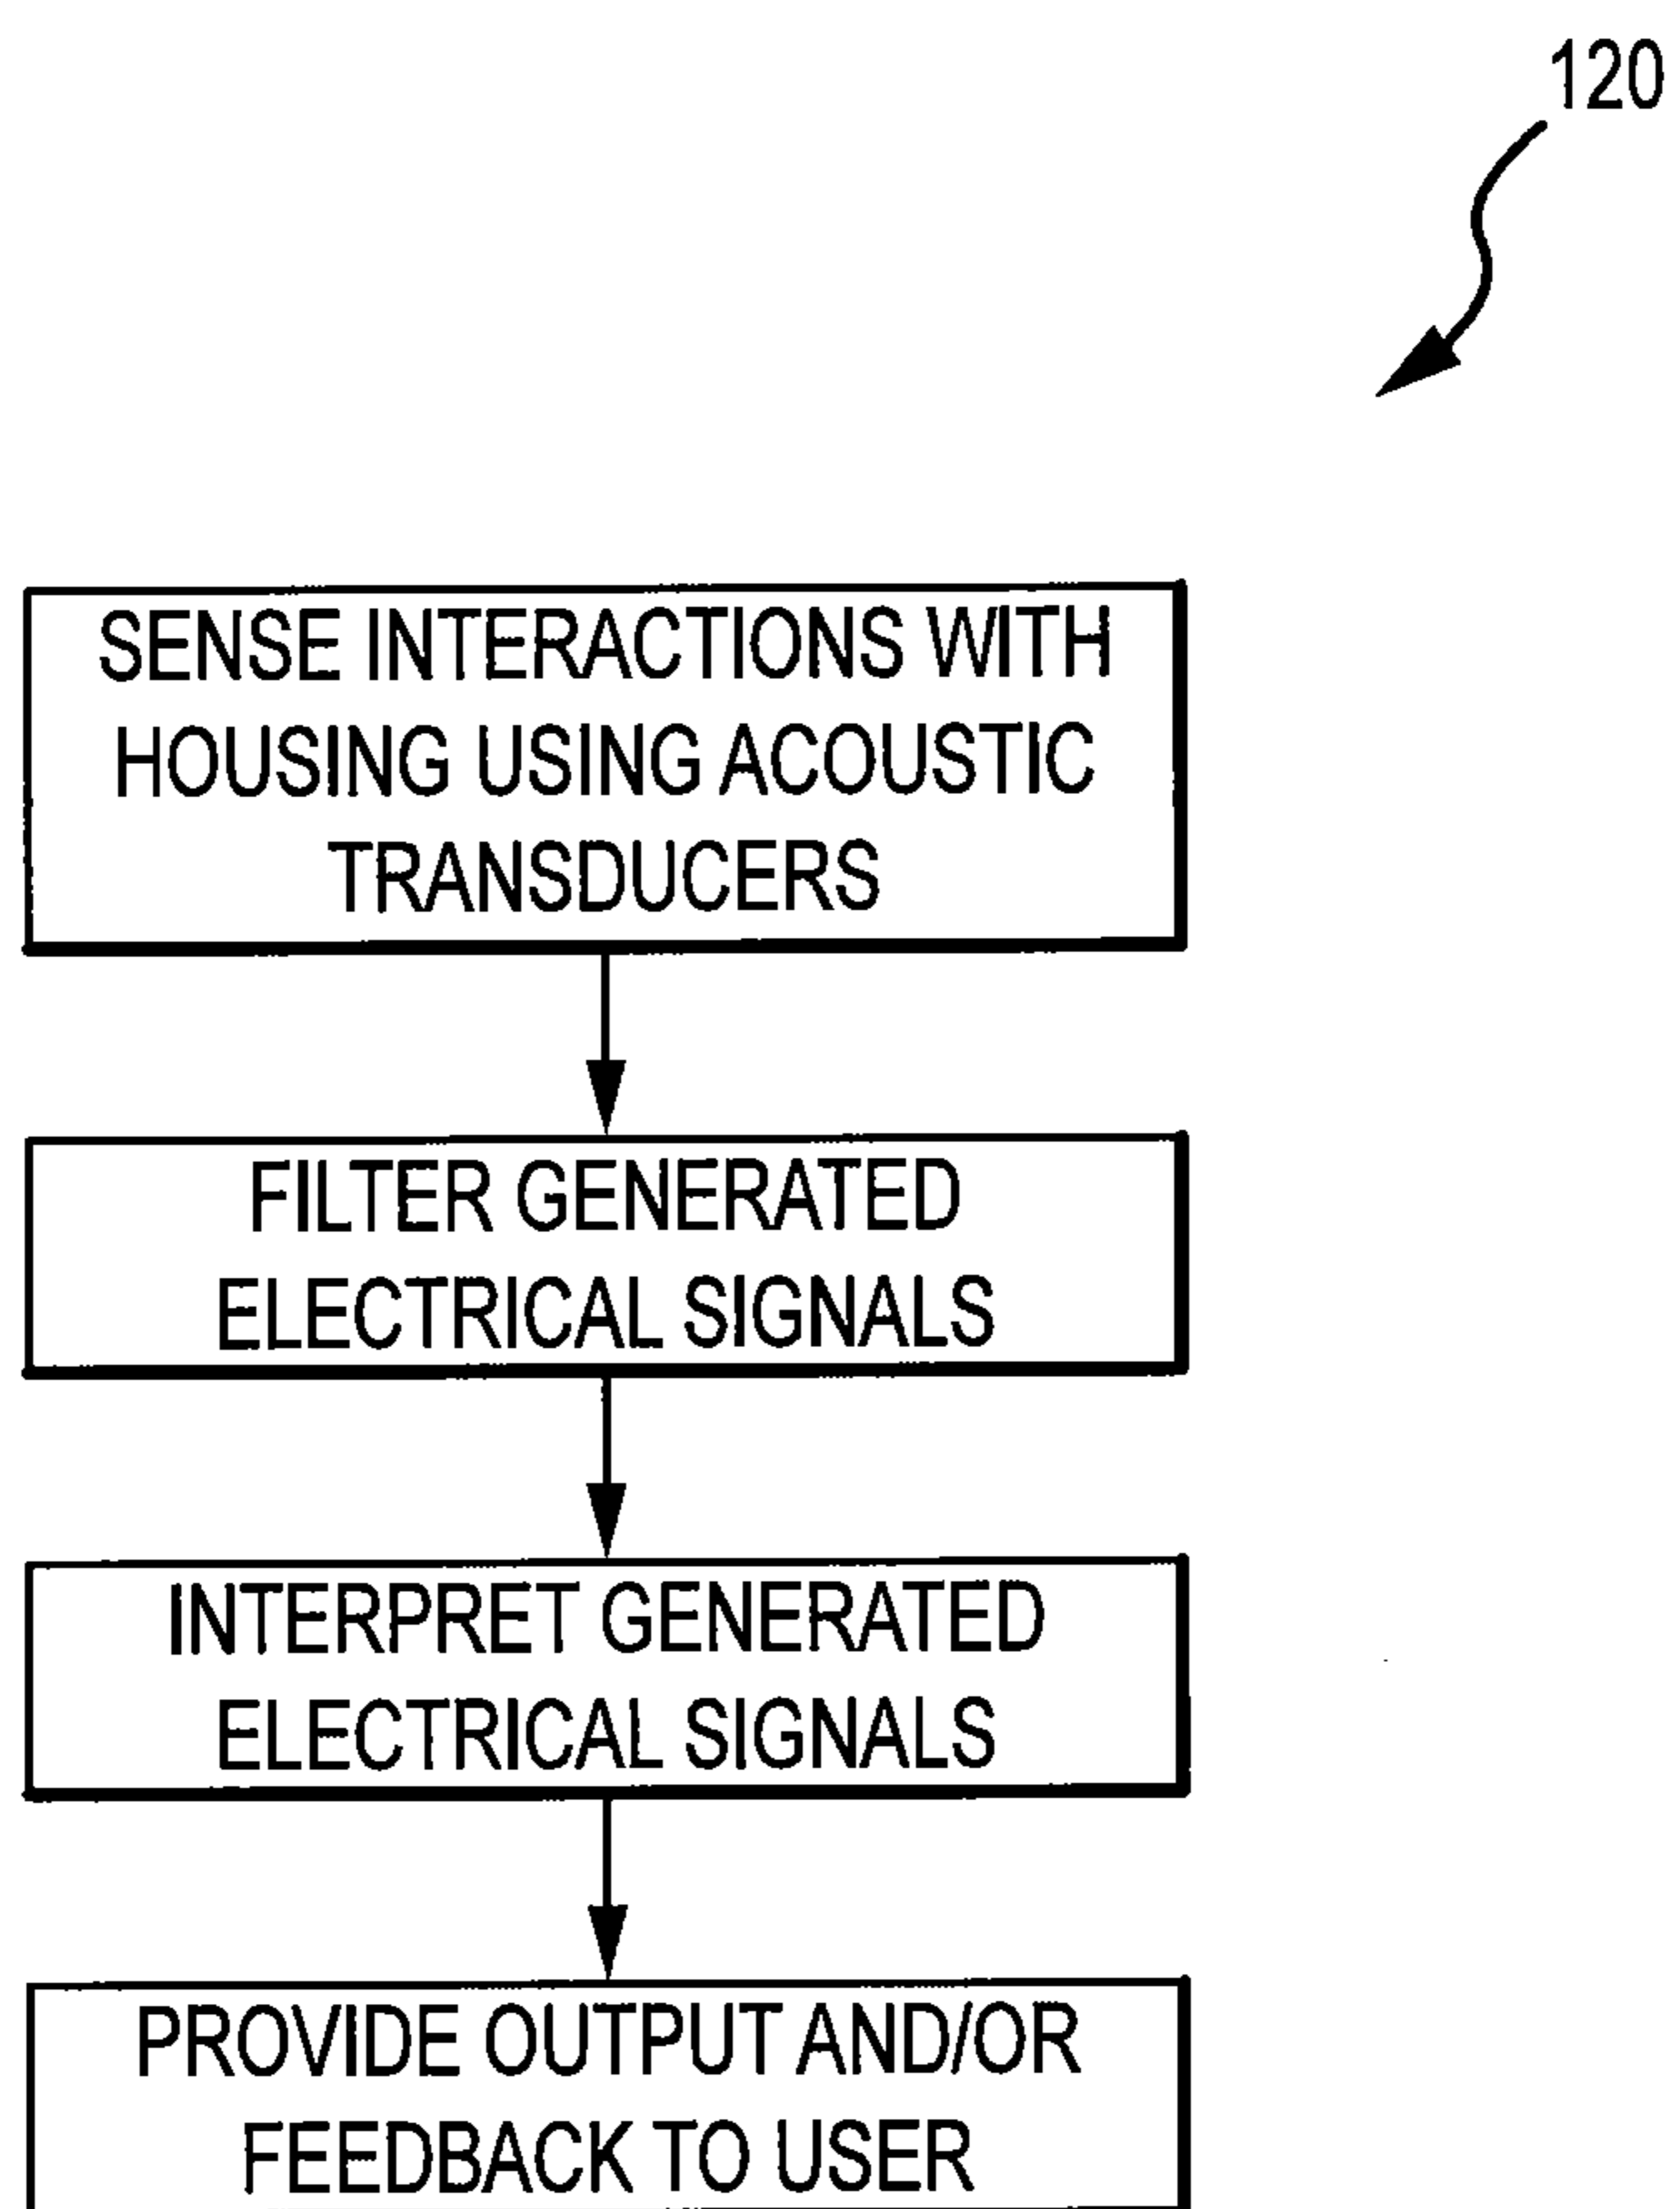 120
SENSE INTERACTIONS WITH
HOUSING USING ACOUSTIC
TRANSDUCERS
FILTER GENERATED
ELECTRICAL SIGNALS
INTERPRET GENERATED
ELECTRICAL SIGNALS
PROVIDE OUTPUT AND/OR
FEEDBACK TO USER